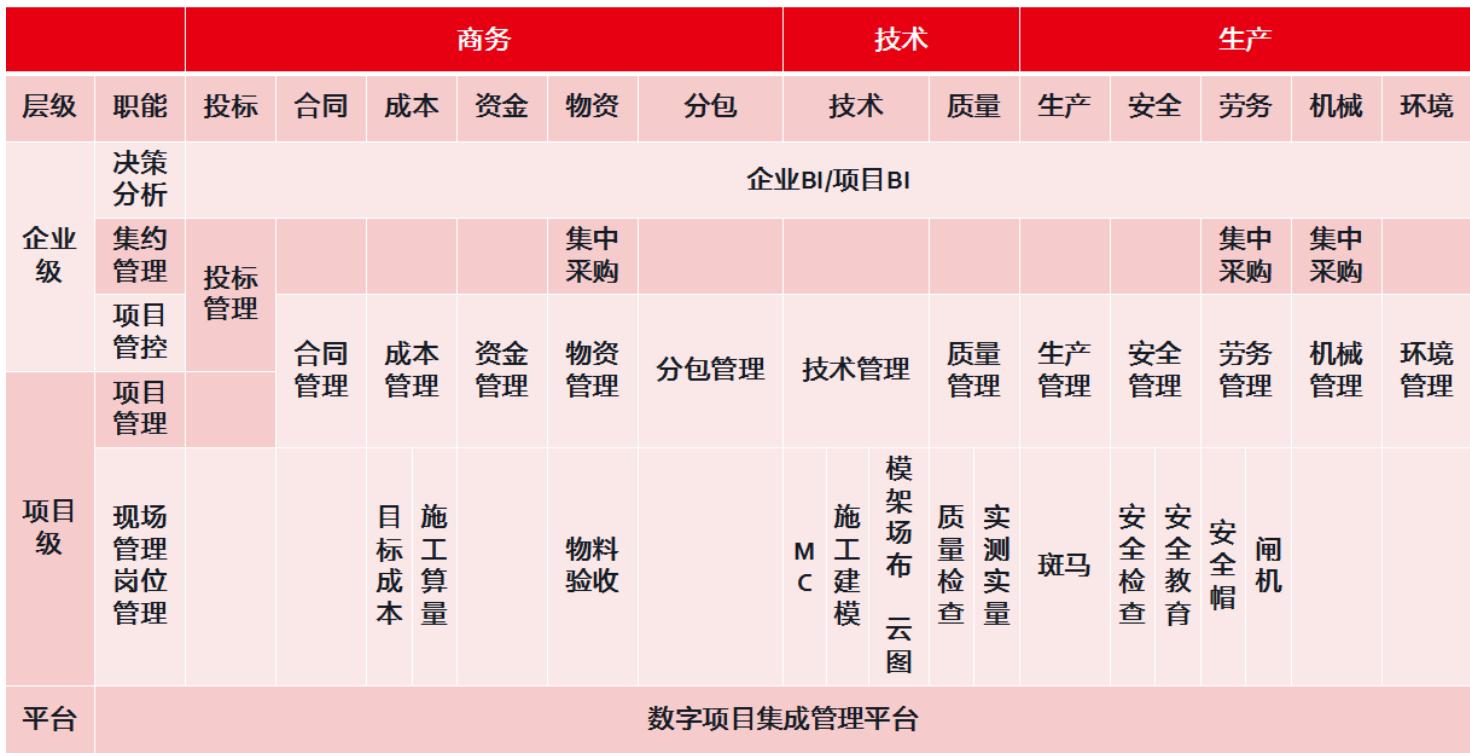 商务 技术 生产
层级 职能 投标 合同 成本 资金 物资 分包 技术 质量 生产 安全 劳务 机械 环境
企业级
决策分析
企业BI/项目BI
集约管理
投标管理
集中采购
集中采购
集中采购
项目管控
合同管理
成本管理
资金管理
物资管理
分包管理
技术管理
质量管理
生产管理
安全管理
劳务管理
机械管理
环境管理
项目级
项目管理
现场管理岗位管理
目标成本
施工算量
物料验收
MC
施工建模
模架场布 云图
质量检查
实测实量
斑马
安全检查
安全教育
安全帽
闸机
平台 数字项目集成管理平台